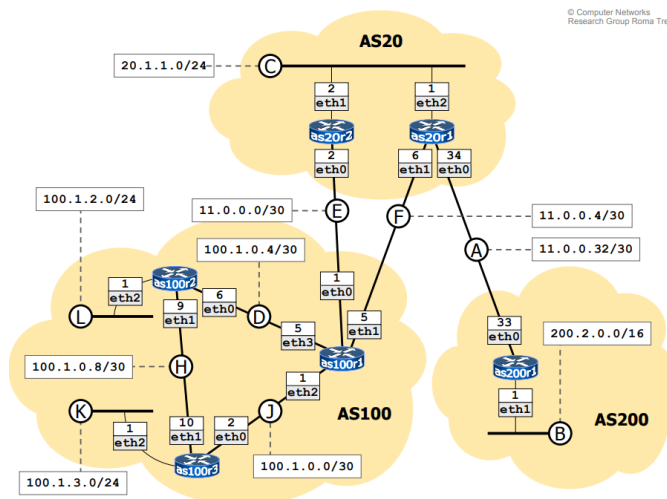 © Computer Networks
Research Group Roma Tre
AS20
20.1.1.0/24
C
2
eth1
1
eth2
as20r2
as20r1
2
eth0
6
eth1
34
eth0
100.1.2.0/24
11.0.0.0/30
E
F
11.0.0.4/30
100.1.0.4/30
A
11.0.0.32/30
1
eth2
as100r2
L
9
eth1
6
eth0
D
1
eth0
5
eth3
5
eth1
33
eth0
200.2.0.0/16
100.1.0.8/30
H
as100r1
as200r1
1
eth2
1
eth1
K
J
AS100
AS200
B
1
eth2
10
eth1
2
eth0
as100r3
100.1.3.0/24
100.1.0.0/30